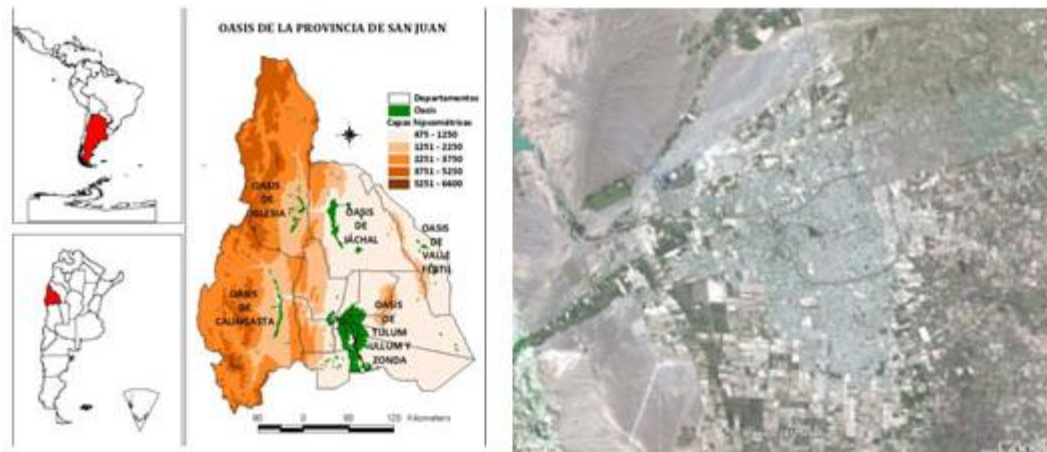 OASIS DE LA PROVINCIA DE SAN JUAN
Departamentos
Oasis
Capas hipsométricas
675 - 1250
1251 - 2250
2251 - 3750
3751 - 5250
5251 - 6600
OASIS
DE
IGLESIA
OASIS
DE
JÁCHAL
OASIS
DE
VALLE
FÉRTIL
OASIS
DE
CALINGASTA
OASIS
DE
TULUM
ULLUM Y
ZONDA
60 0 60 120 Kilometers